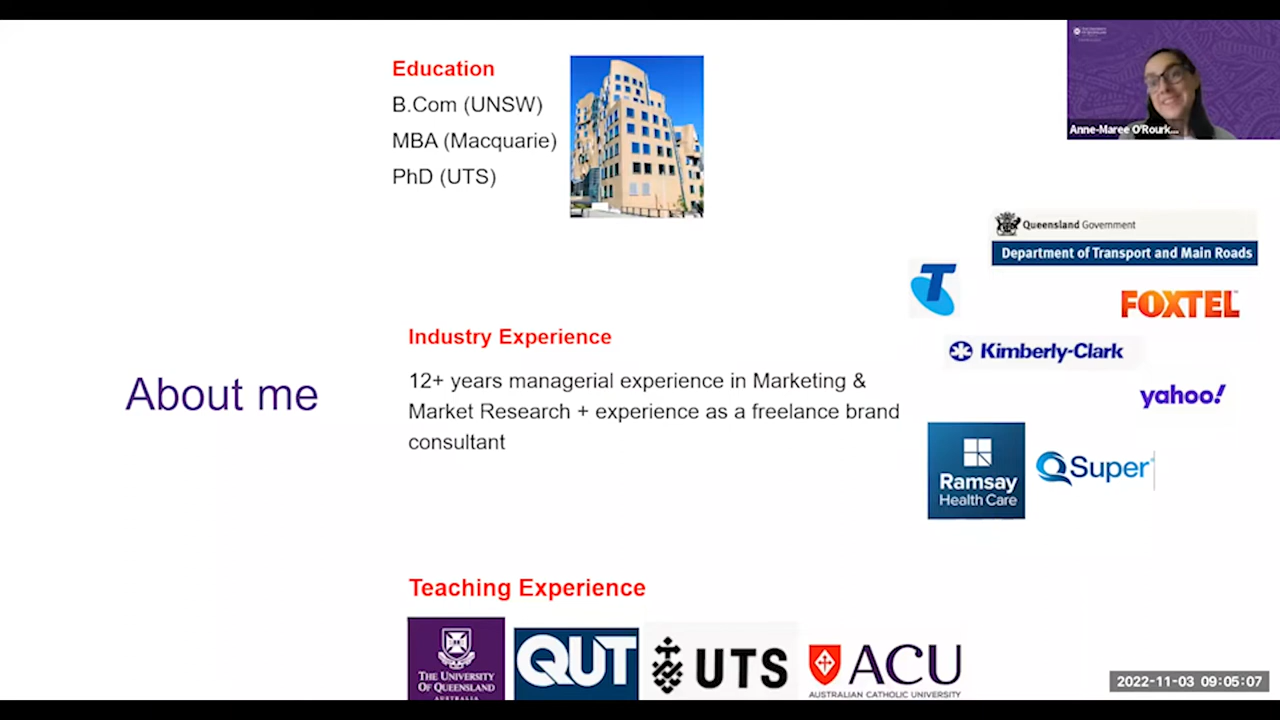 Education
B.Com (UNSW)
MBA (Macquarie)
PhD (UTS)
Anne-Maree O'Rourk...
Queensland Government
Department of Transport and Main Roads
T
FOXTEL
Kimberly-Clark
yahoo!
Ramsay
Health Care
QSuper
Industry Experience
12+ years managerial experience in Marketing &
Market Research + experience as a freelance brand
consultant
About me
Teaching Experience
THE UNIVERSITY
OF QUEENSLAND
AUSTRALIA
QUT
UTS
ACU
AUSTRALIAN CATHOLIC UNIVERSITY
2022-11-03 09:05:07